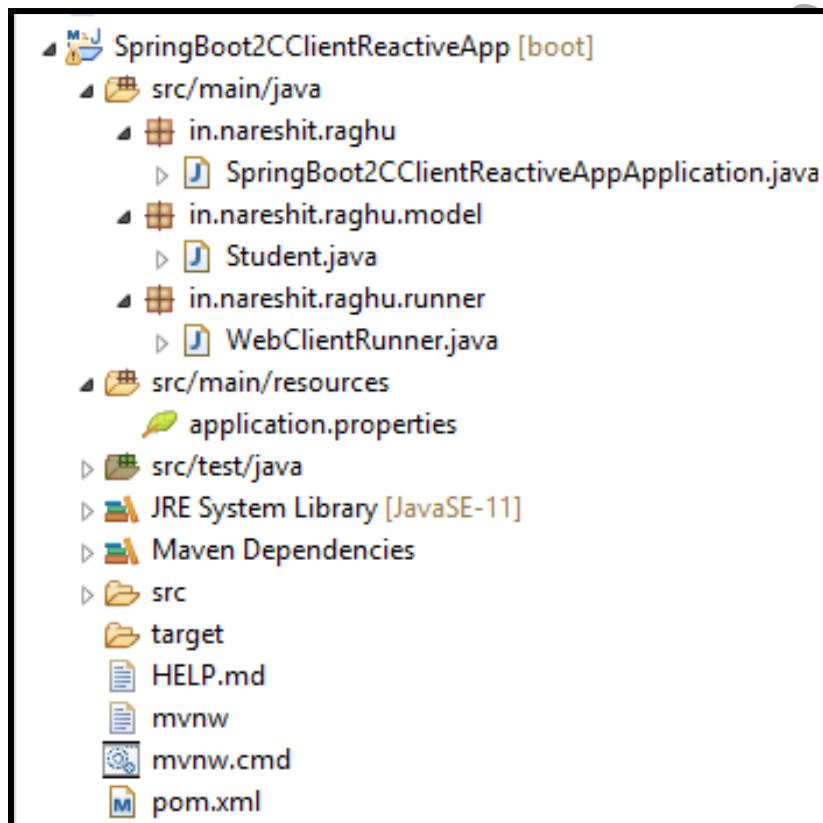 SpringBoot2CClientReactiveApp [boot]
src/main/java
in.nareshit.raghu
SpringBoot2CClientReactiveAppApplication.java
in.nareshit.raghu.model
Student.java
in.nareshit.raghu.runner
WebClientRunner.java
src/main/resources
application.properties
src/test/java
JRE System Library [JavaSE-11]
Maven Dependencies
src
target
HELP.md
mvnw
mvnw.cmd
pom.xml